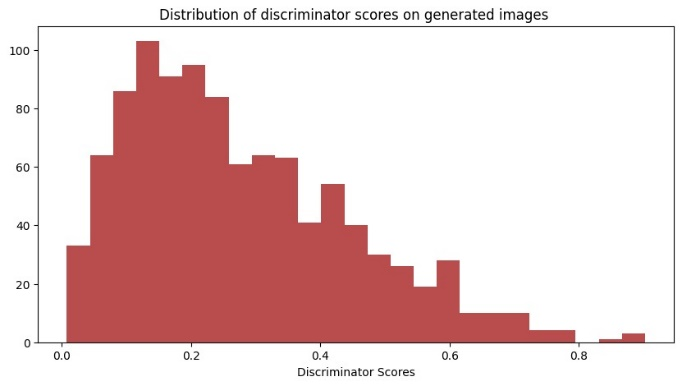 Distribution of discriminator scores on generated images
100
80
60
40
20
0
0.0 0.2 0.4 0.6 0.8
Discriminator Scores